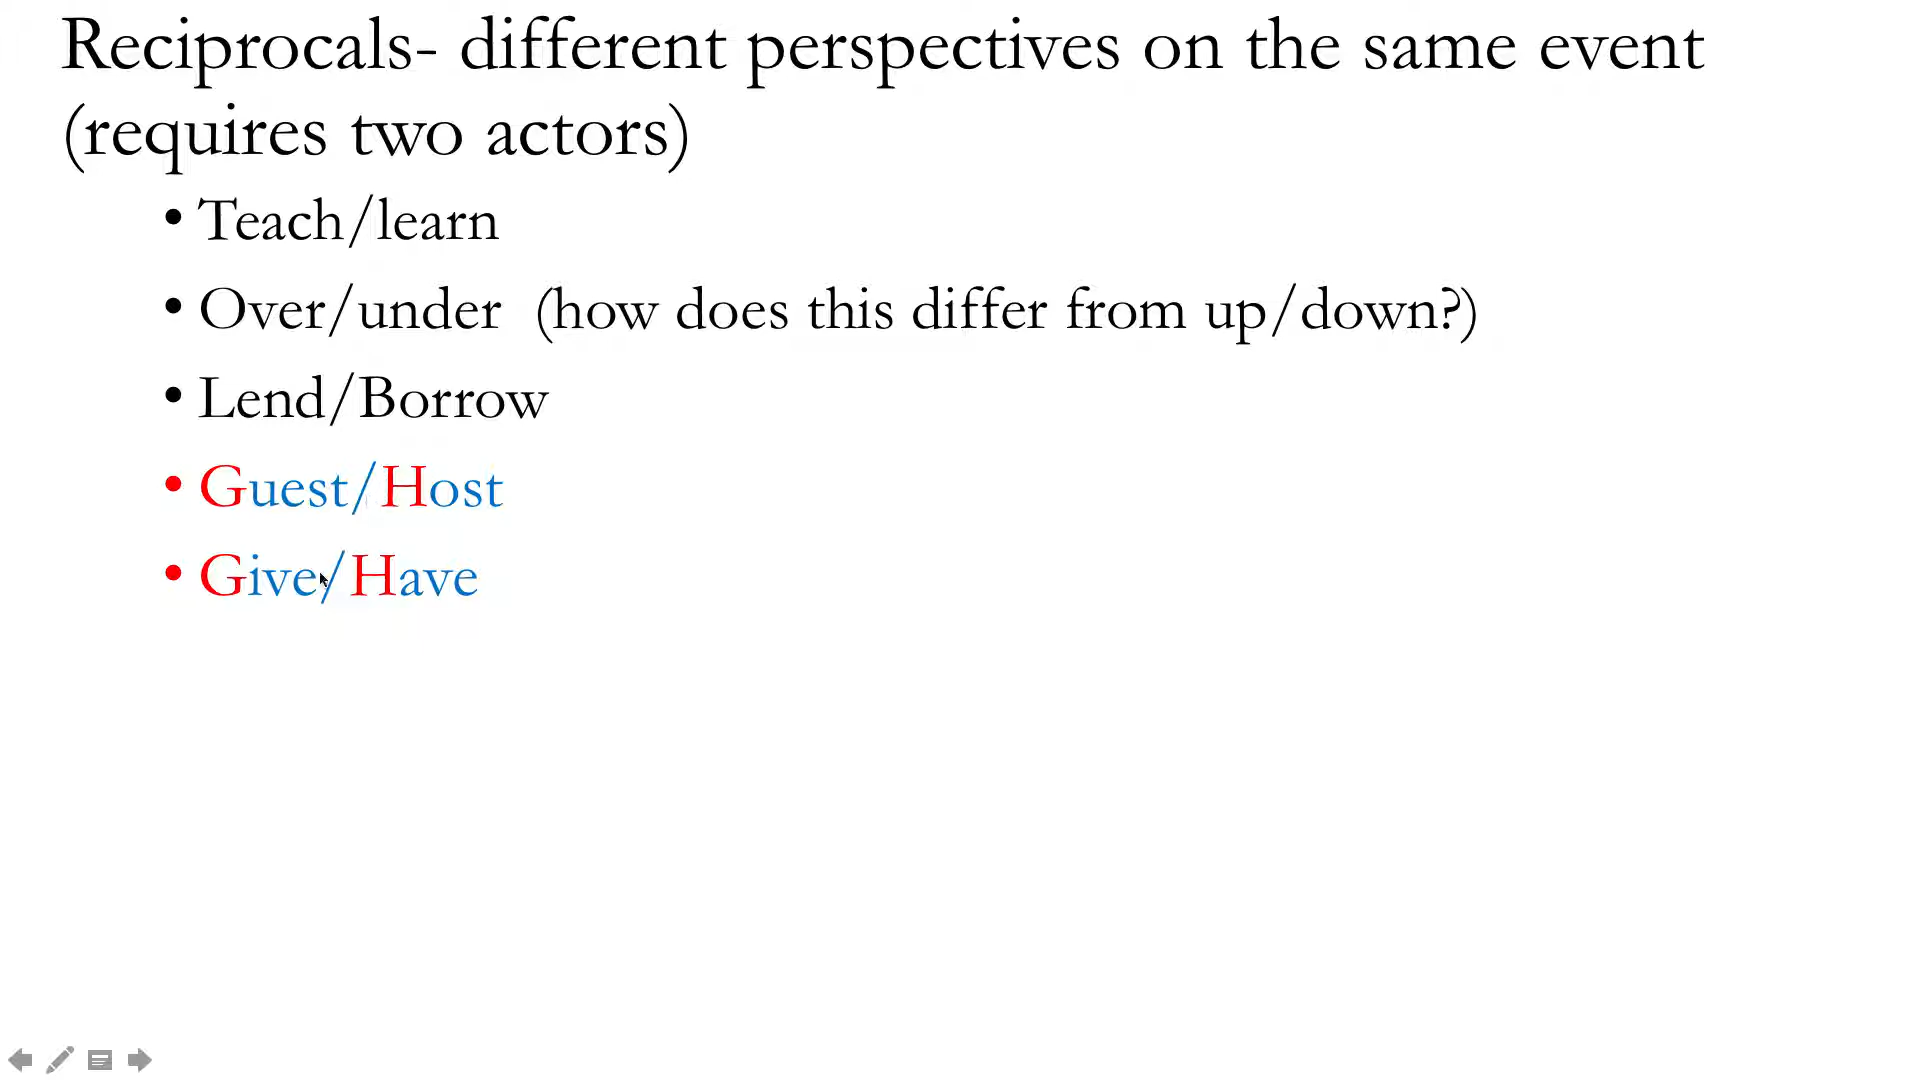 Reciprocals- different perspectives on the same event
(requires two actors)
• Teach/learn
• Over/under (how does this differ from up/down?)
• Lend/Borrow
• Guest/Host
• Give/Have